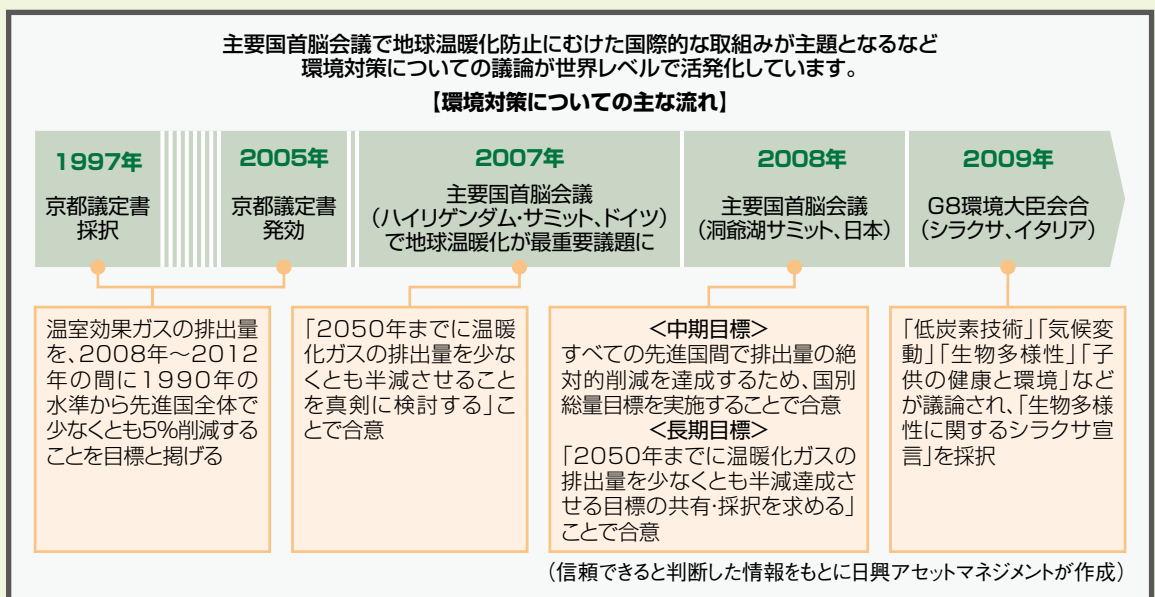 主要国首脳会議で地球温暖化防止にむけた国際的な取組みが主題となるなど
環境対策についての議論が世界レベルで活発化しています。
【環境対策についての主な流れ】
1997年
京都議定書
採択
2005年
京都議定書
発効
2007年
主要国首脳会議
(ハイリゲンダム・サミット、ドイツ)
で地球温暖化が最重要議題に
2008年
主要国首脳会議
(洞爺湖サミット、日本)
2009年
G8環境大臣会合
(シラクサ、イタリア)
温室効果ガスの排出量
を、2008年～2012
年の間に1990年の
水準から先進国全体で
少なくとも5%削減する
ことを目標と掲げる
「2050年までに温暖
化ガスの排出量を少な
くとも半減させること
を真剣に検討する」こ
とで合意
<中期目標>
すべての先進国間で排出量の絶
対的削減を達成するため、国別
総量目標を実施することで合意
<長期目標>
「2050年までに温暖化ガスの
排出量を少なくとも半減達成さ
せる目標の共有・採択を求める」
ことで合意
「低炭素技術」「気候変
動」「生物多様性」「子
供の健康と環境」など
が議論され、「生物多様
性に関するシラクサ宣
言」を採択
(信頼できると判断した情報をもとに日興アセットマネジメントが作成)